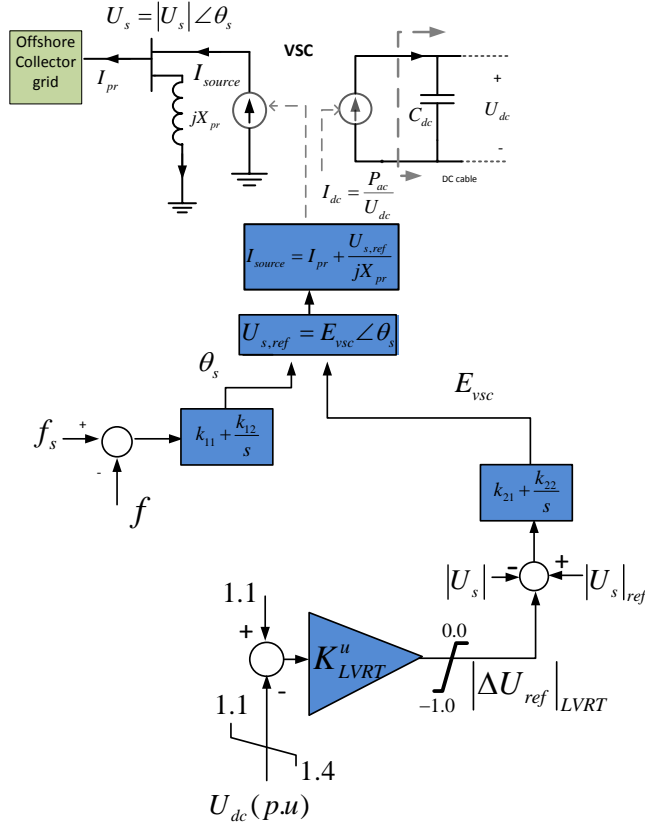 U_s = |U_s| ∠θ_s
Offshore
Collector
grid
I_pr
I_source
VSC
jX_pr
C_dc
+
U_dc
-
DC cable
I_dc = P_ac / U_dc
I_source = I_pr + U_s,ref / jX_pr
U_s,ref = E_vsc ∠θ_s
θ_s
E_vsc
f_s
+
k_11 + k_12 / s
-
f
k_21 + k_22 / s
|U_s|
-
+
|U_s|_ref
1.1
+
K^u_LVRT
0.0
-
−1.0
|ΔU_ref|_LVRT
1.1
1.4
U_dc(p.u)